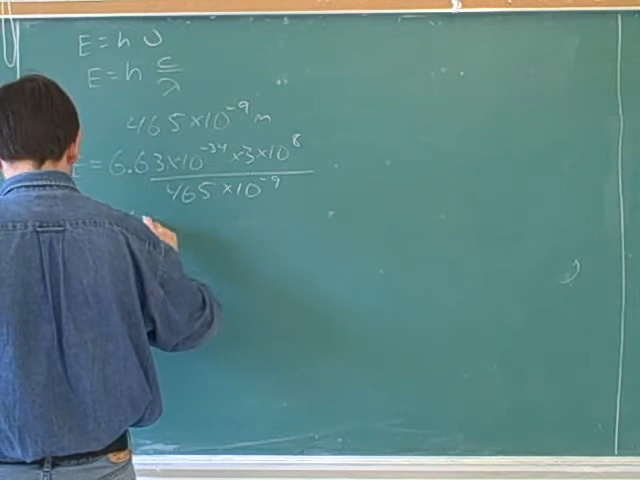 E = h υ
E = h c/λ
465×10⁻⁹ m
E = 6.63×10⁻³⁴ ×3×10⁸
465 ×10⁻⁹